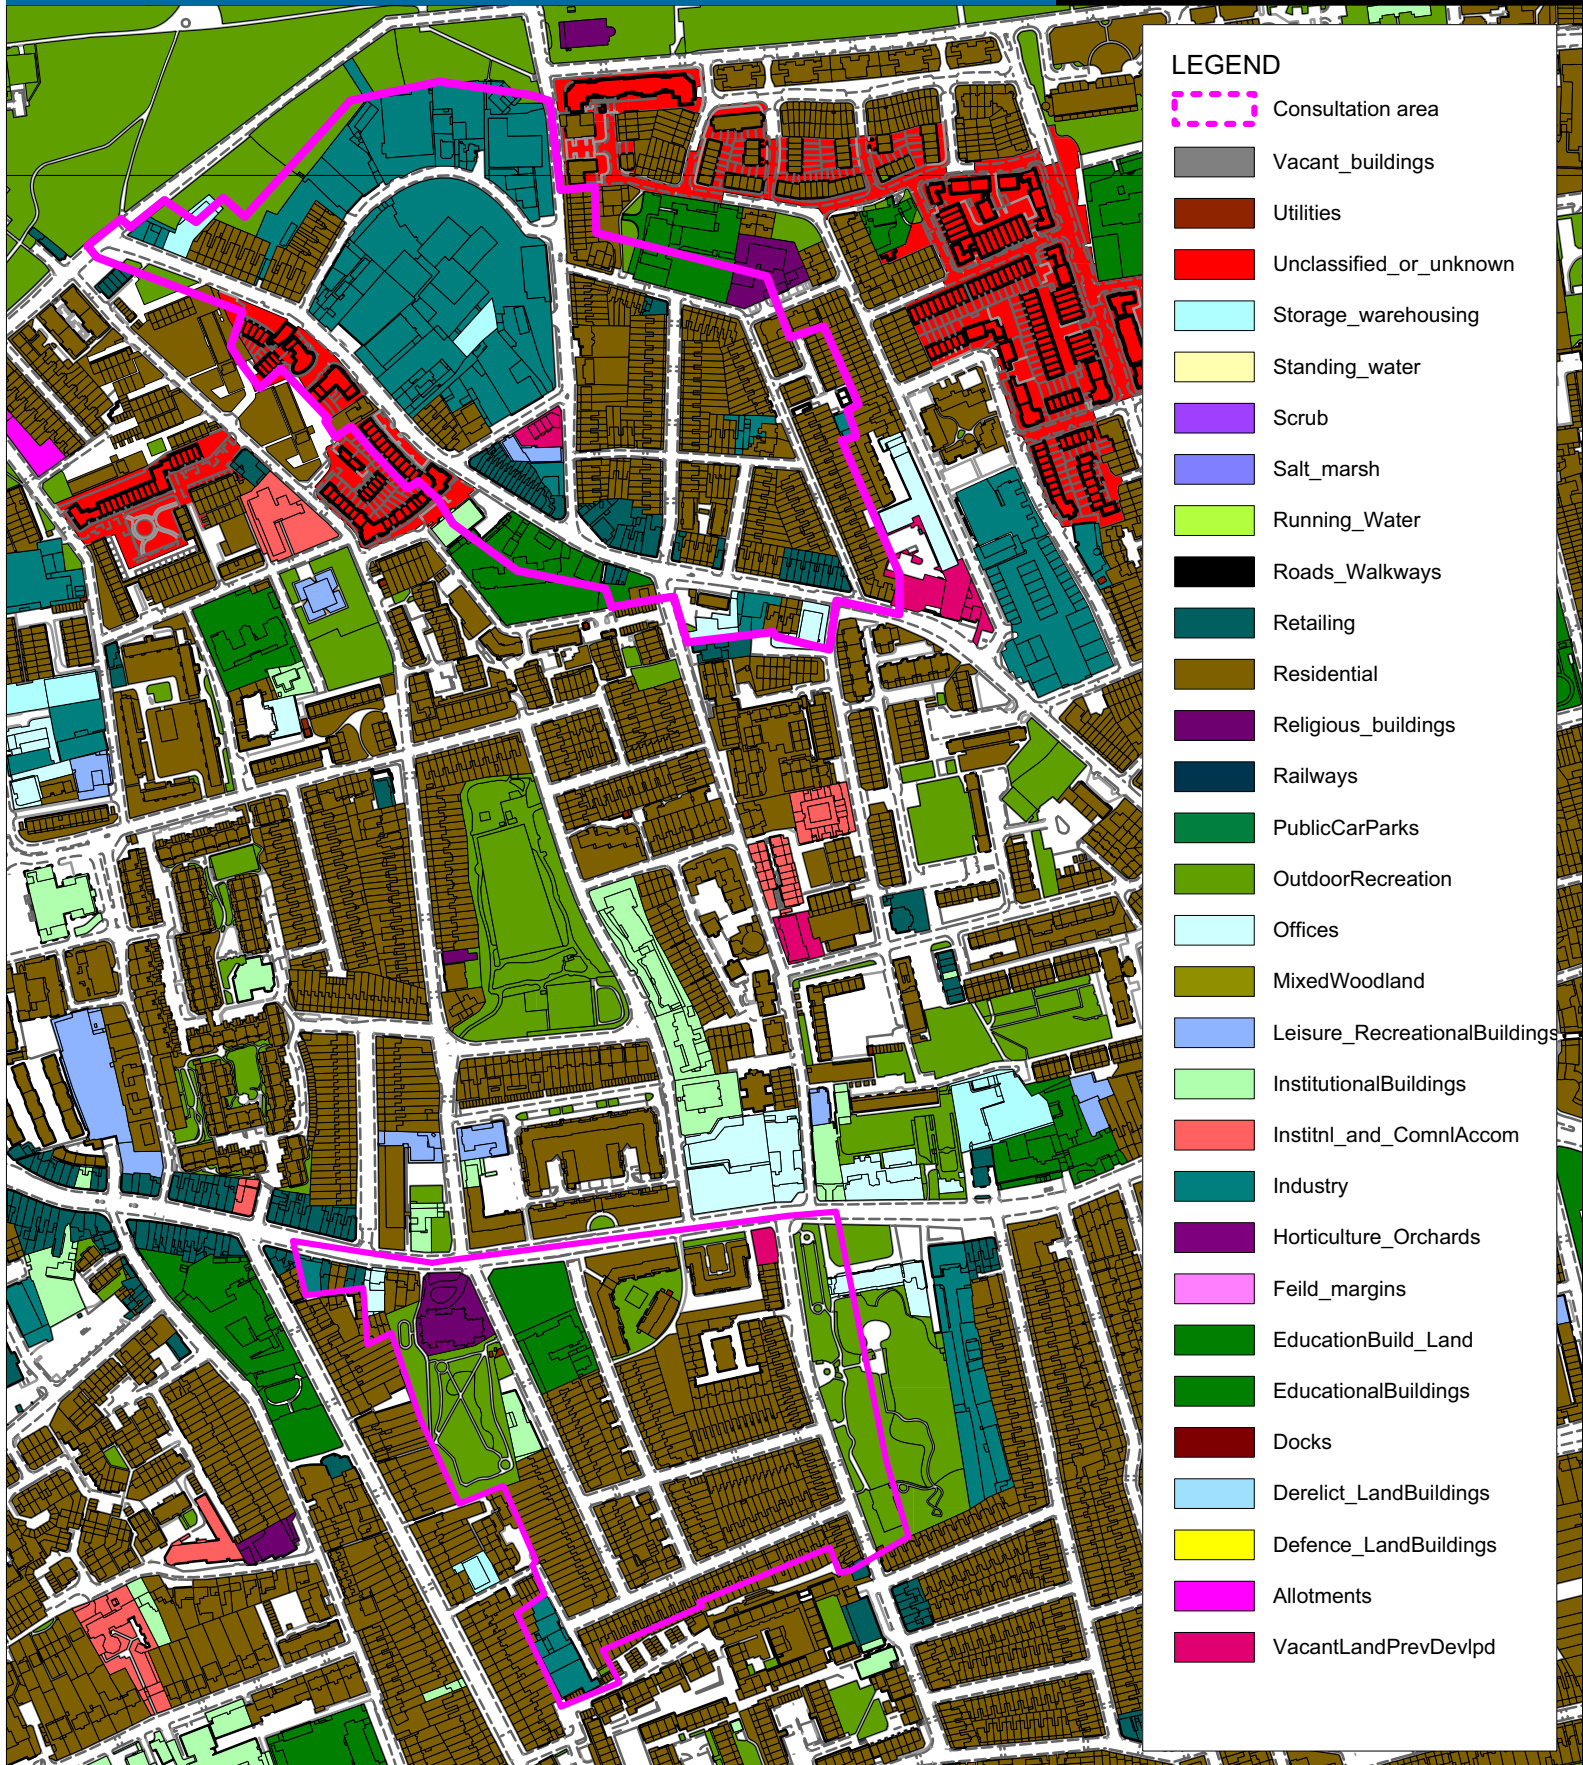 LEGEND
Consultation area
Vacant_buildings
Utilities
Unclassified_or_unknown
Storage_warehousing
Standing_water
Scrub
Salt_marsh
Running_Water
Roads_Walkways
Retailing
Residential
Religious_buildings
Railways
PublicCarParks
OutdoorRecreation
Offices
MixedWoodland
Leisure_RecreationalBuildings
InstitutionalBuildings
Institnl_and_ComnlAccom
Industry
Horticulture_Orchards
Feild_margins
EducationBuild_Land
EducationalBuildings
Docks
Derelict_LandBuildings
Defence_LandBuildings
Allotments
VacantLandPrevDevlpd